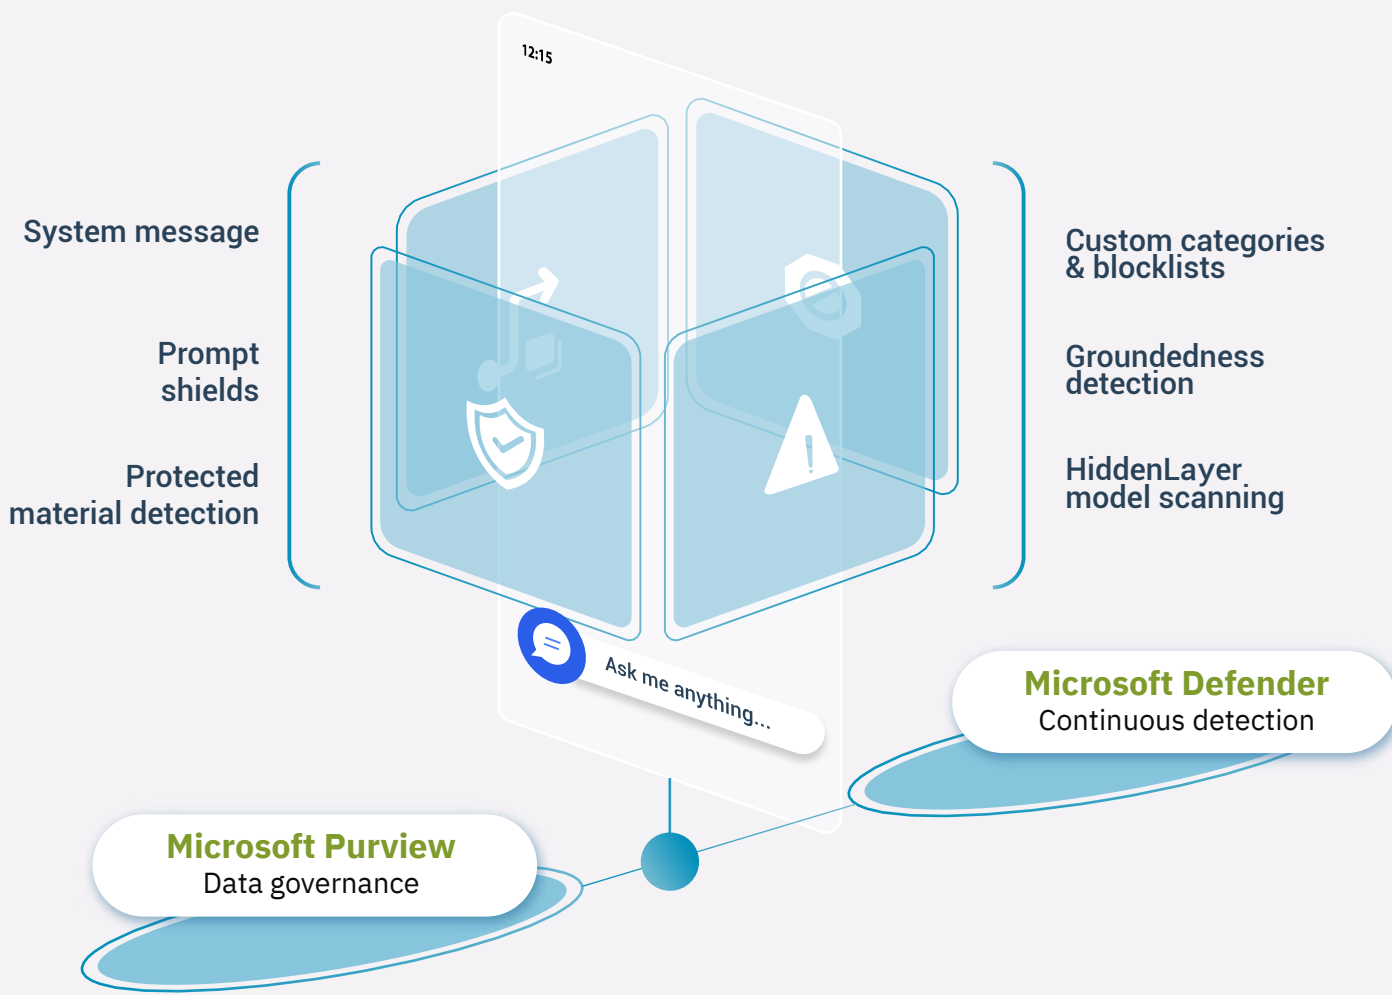 12:15
System message
Prompt
shields
Protected
material detection
Custom categories
& blocklists
Groundedness
detection
HiddenLayer
model scanning
Ask me anything...
Microsoft Defender
Continuous detection
Microsoft Purview
Data governance